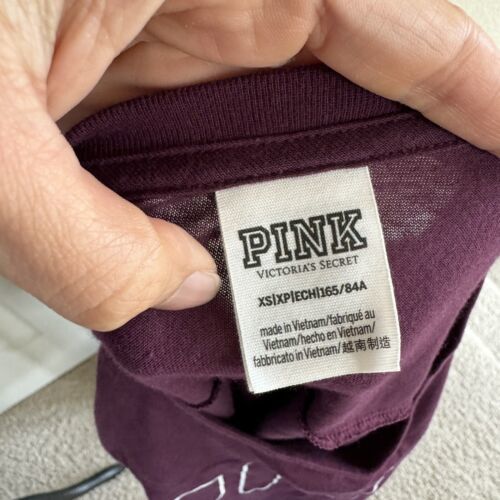 PINK
VICTORIA'S SECRET
XS|XP|ECH|165/84A
made in Vietnam/fabriqué au
Vietnam/hecho en Vietnam/
fabbricato in Vietnam/越南制造